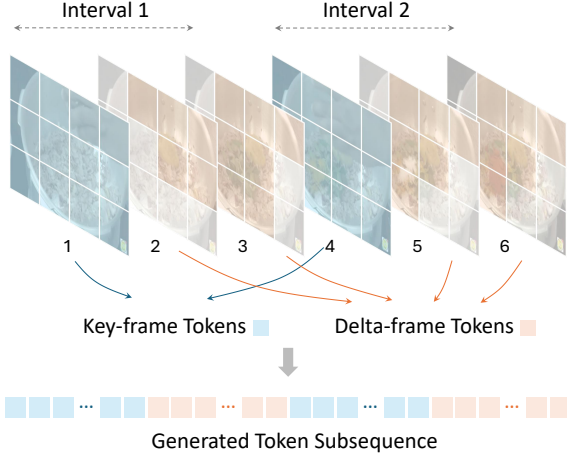 Interval 1 Interval 2
1 2 3 4 5 6
Key-frame Tokens Delta-frame Tokens
... ... ... ...
Generated Token Subsequence